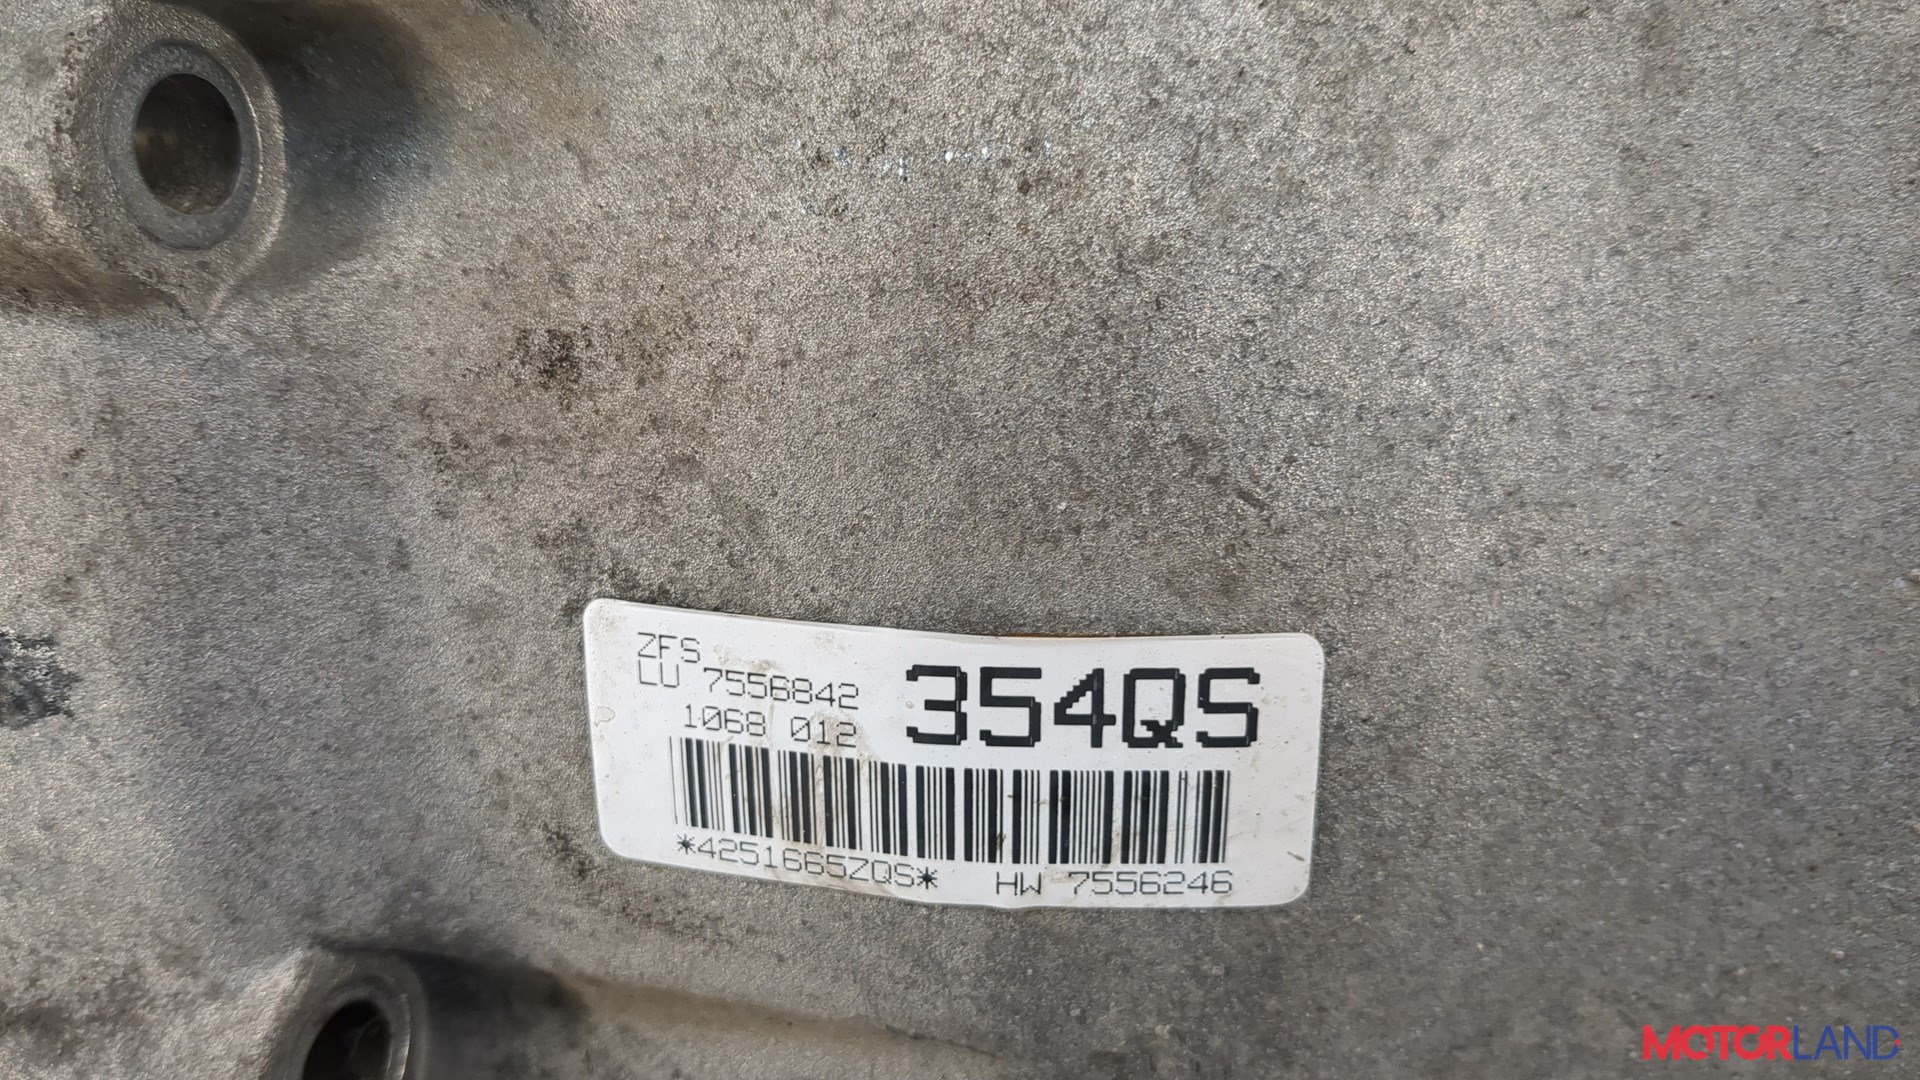 ZFS
LU 7556842
1068 012
354QS
*4251665ZQS*
HW 7556246
MOTORLAND